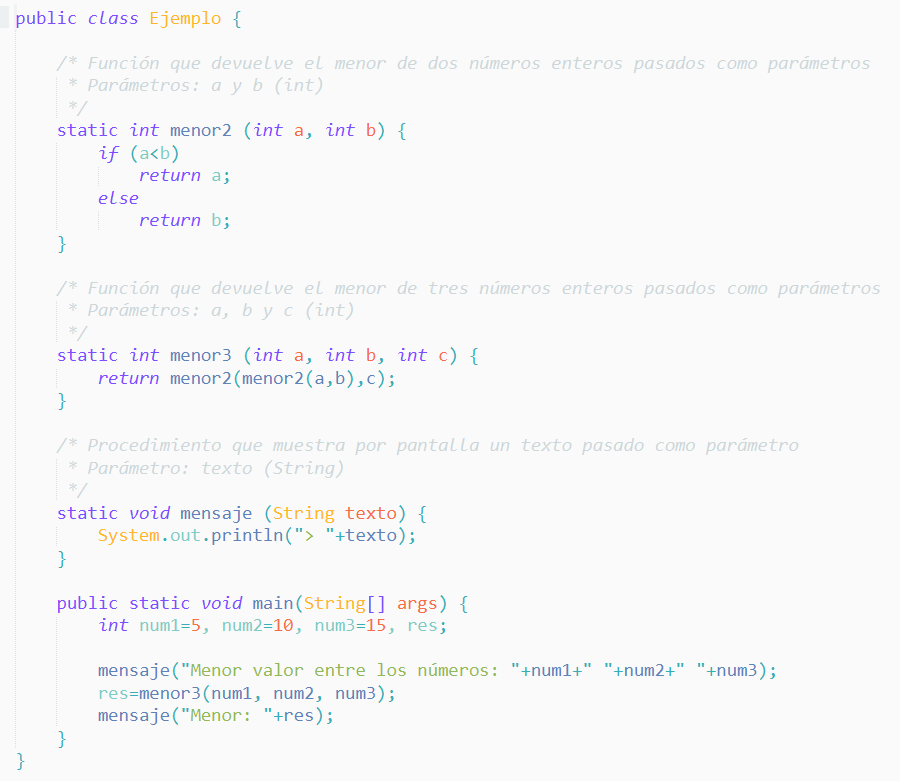 public class Ejemplo {
/* Función que devuelve el menor de dos números enteros pasados como parámetros
* Parámetros: a y b (int)
*/
static int menor2 (int a, int b) {
if (a<b)
return a;
else
return b;
}
/* Función que devuelve el menor de tres números enteros pasados como parámetros
* Parámetros: a, b y c (int)
*/
static int menor3 (int a, int b, int c) {
return menor2(menor2(a,b),c);
}
/* Procedimiento que muestra por pantalla un texto pasado como parámetro
* Parámetro: texto (String)
*/
static void mensaje (String texto) {
System.out.println("> "+texto);
}
public static void main(String[] args) {
int num1=5, num2=10, num3=15, res;
mensaje("Menor valor entre los números: "+num1+" "+num2+" "+num3);
res=menor3(num1, num2, num3);
mensaje("Menor: "+res);
}
}